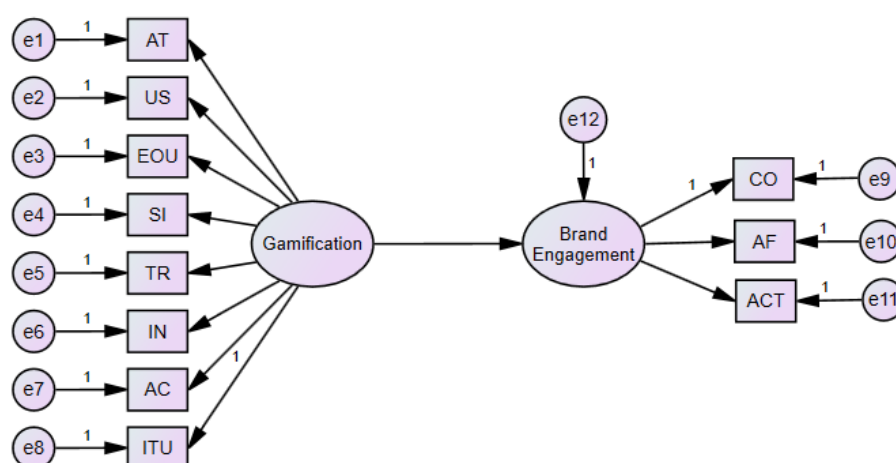 e1 1 AT
e2 1 US
e3 1 EOU
e4 1 SI
e5 1 TR
e6 1 IN
e7 1 AC
e8 1 ITU
1
Gamification
e12
1
Brand
Engagement
1 CO 1 e9
AF 1 e10
ACT 1 e11